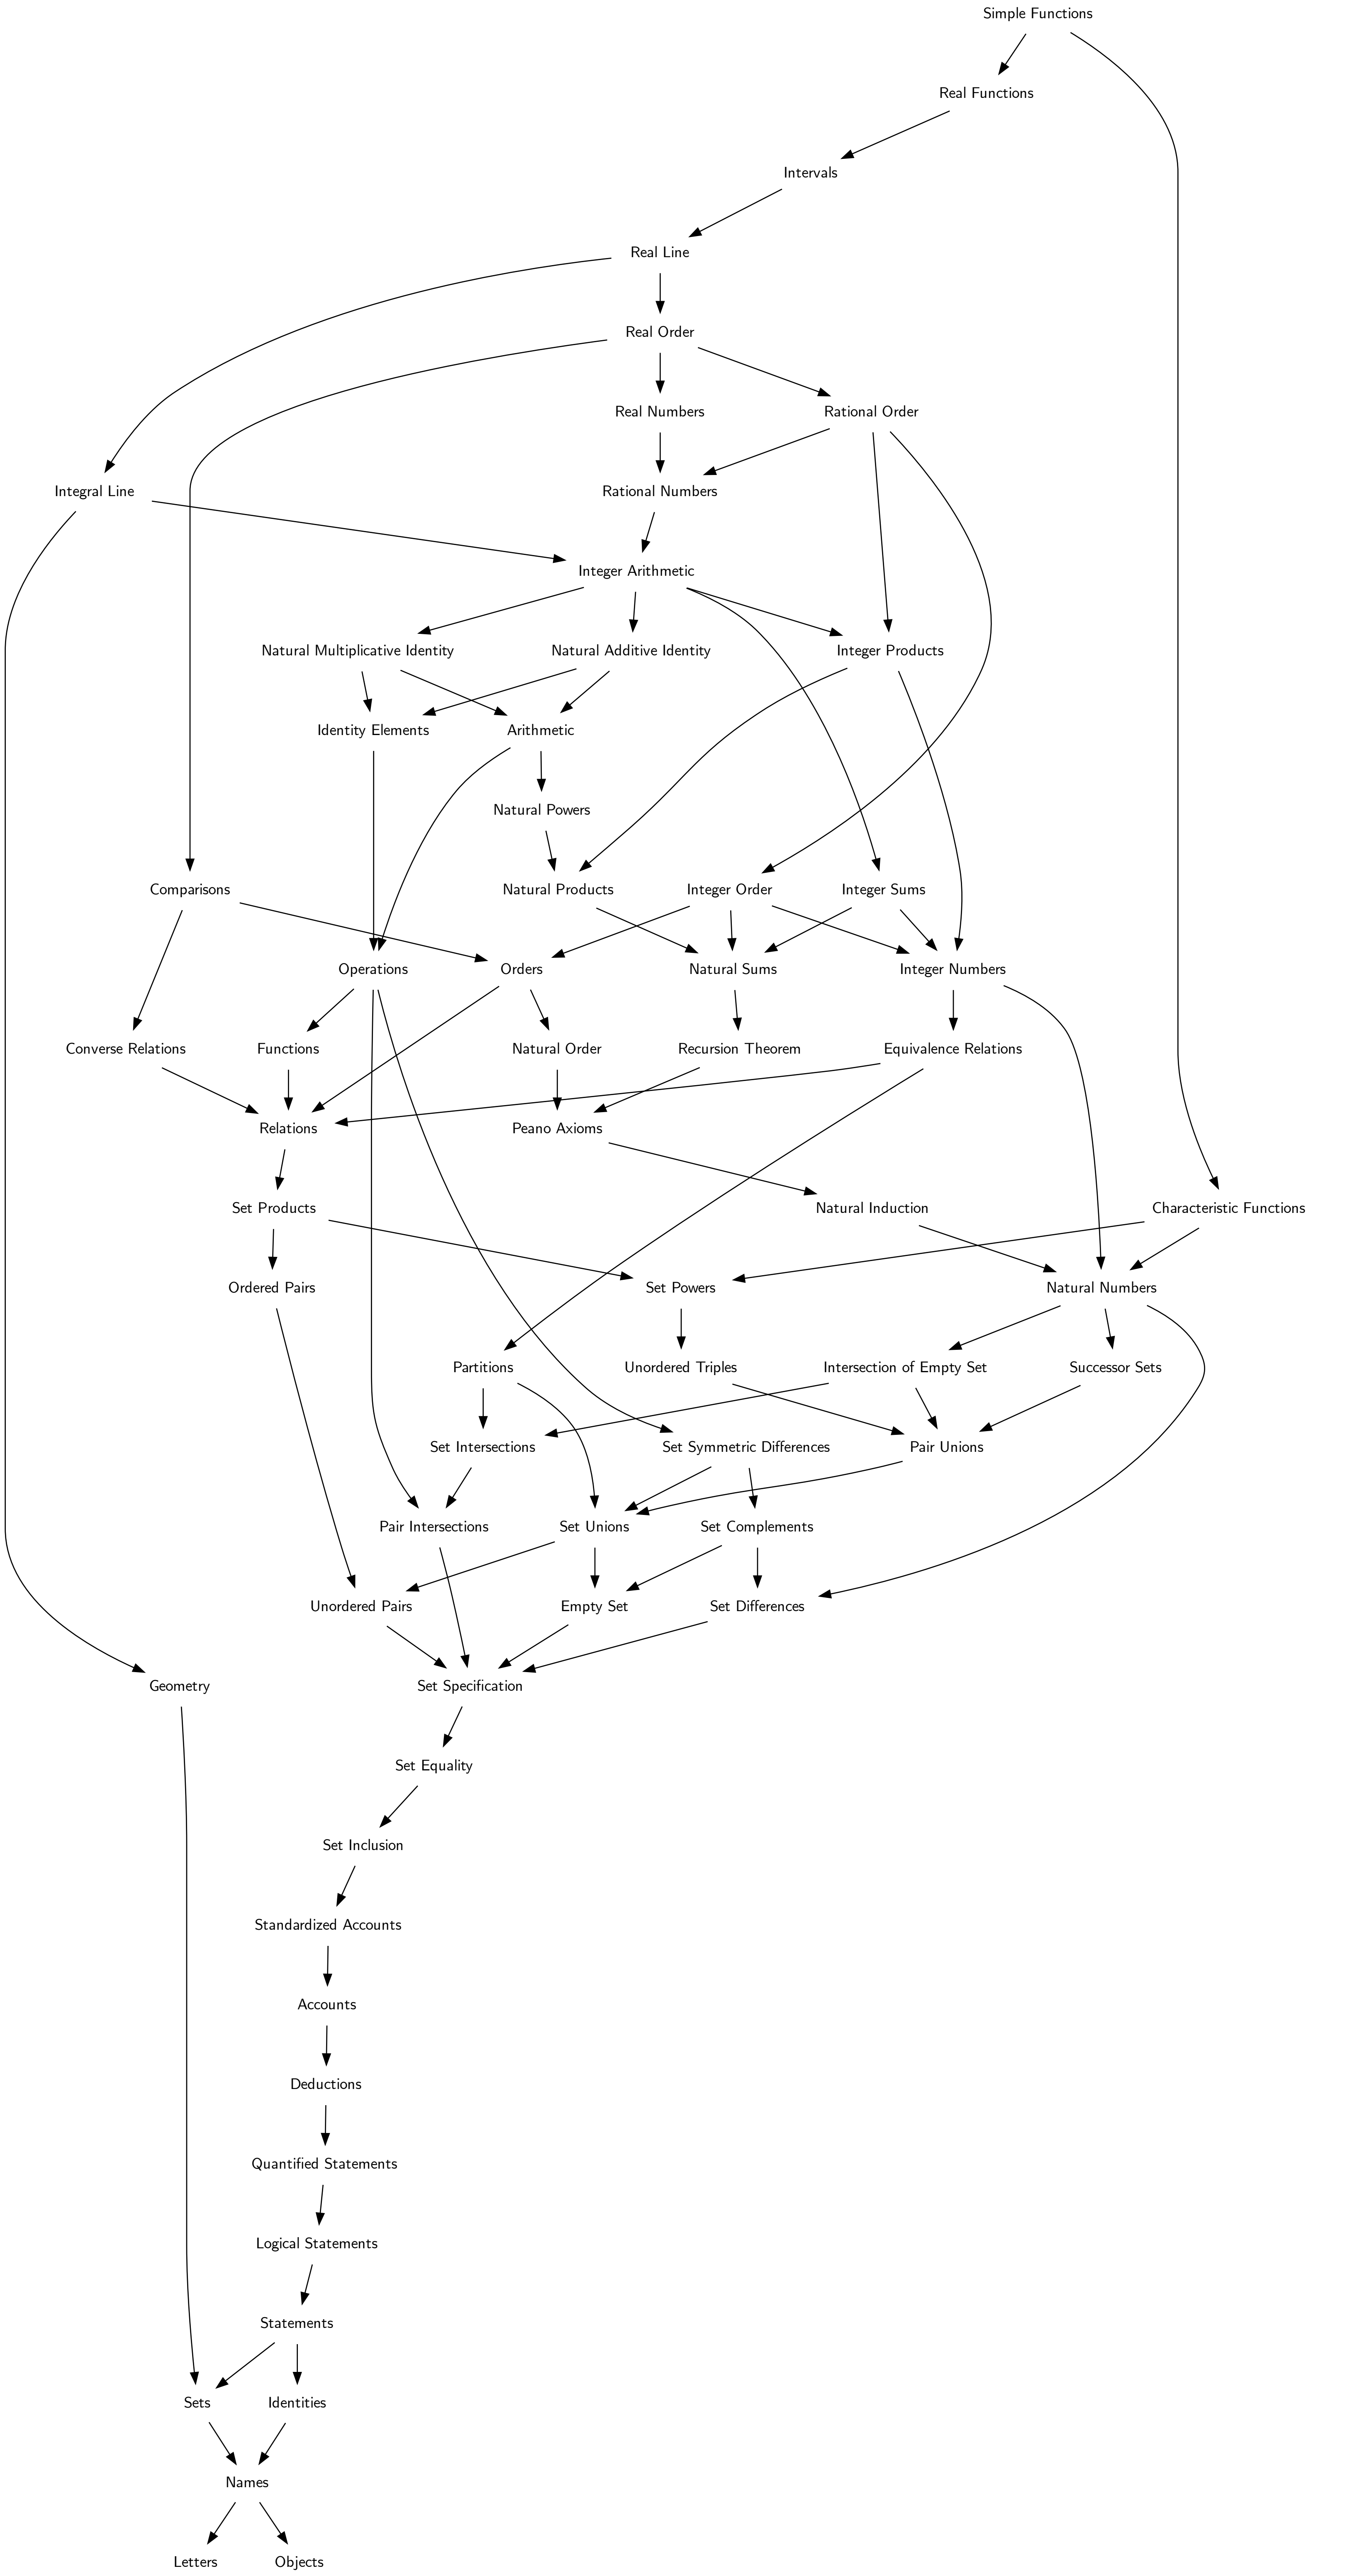 Simple Functions
Real Functions
Intervals
Real Line
Real Order
Real Numbers
Rational Order
Integral Line
Rational Numbers
Integer Arithmetic
Natural Multiplicative Identity
Natural Additive Identity
Integer Products
Identity Elements
Arithmetic
Natural Powers
Comparisons
Natural Products
Integer Order
Integer Sums
Operations
Orders
Natural Sums
Integer Numbers
Converse Relations
Functions
Natural Order
Recursion Theorem
Equivalence Relations
Relations
Peano Axioms
Set Products
Natural Induction
Characteristic Functions
Ordered Pairs
Set Powers
Natural Numbers
Partitions
Unordered Triples
Intersection of Empty Set
Successor Sets
Set Intersections
Set Symmetric Differences
Pair Unions
Pair Intersections
Set Unions
Set Complements
Unordered Pairs
Empty Set
Set Differences
Geometry
Set Specification
Set Equality
Set Inclusion
Standardized Accounts
Accounts
Deductions
Quantified Statements
Logical Statements
Statements
Sets
Identities
Names
Letters
Objects